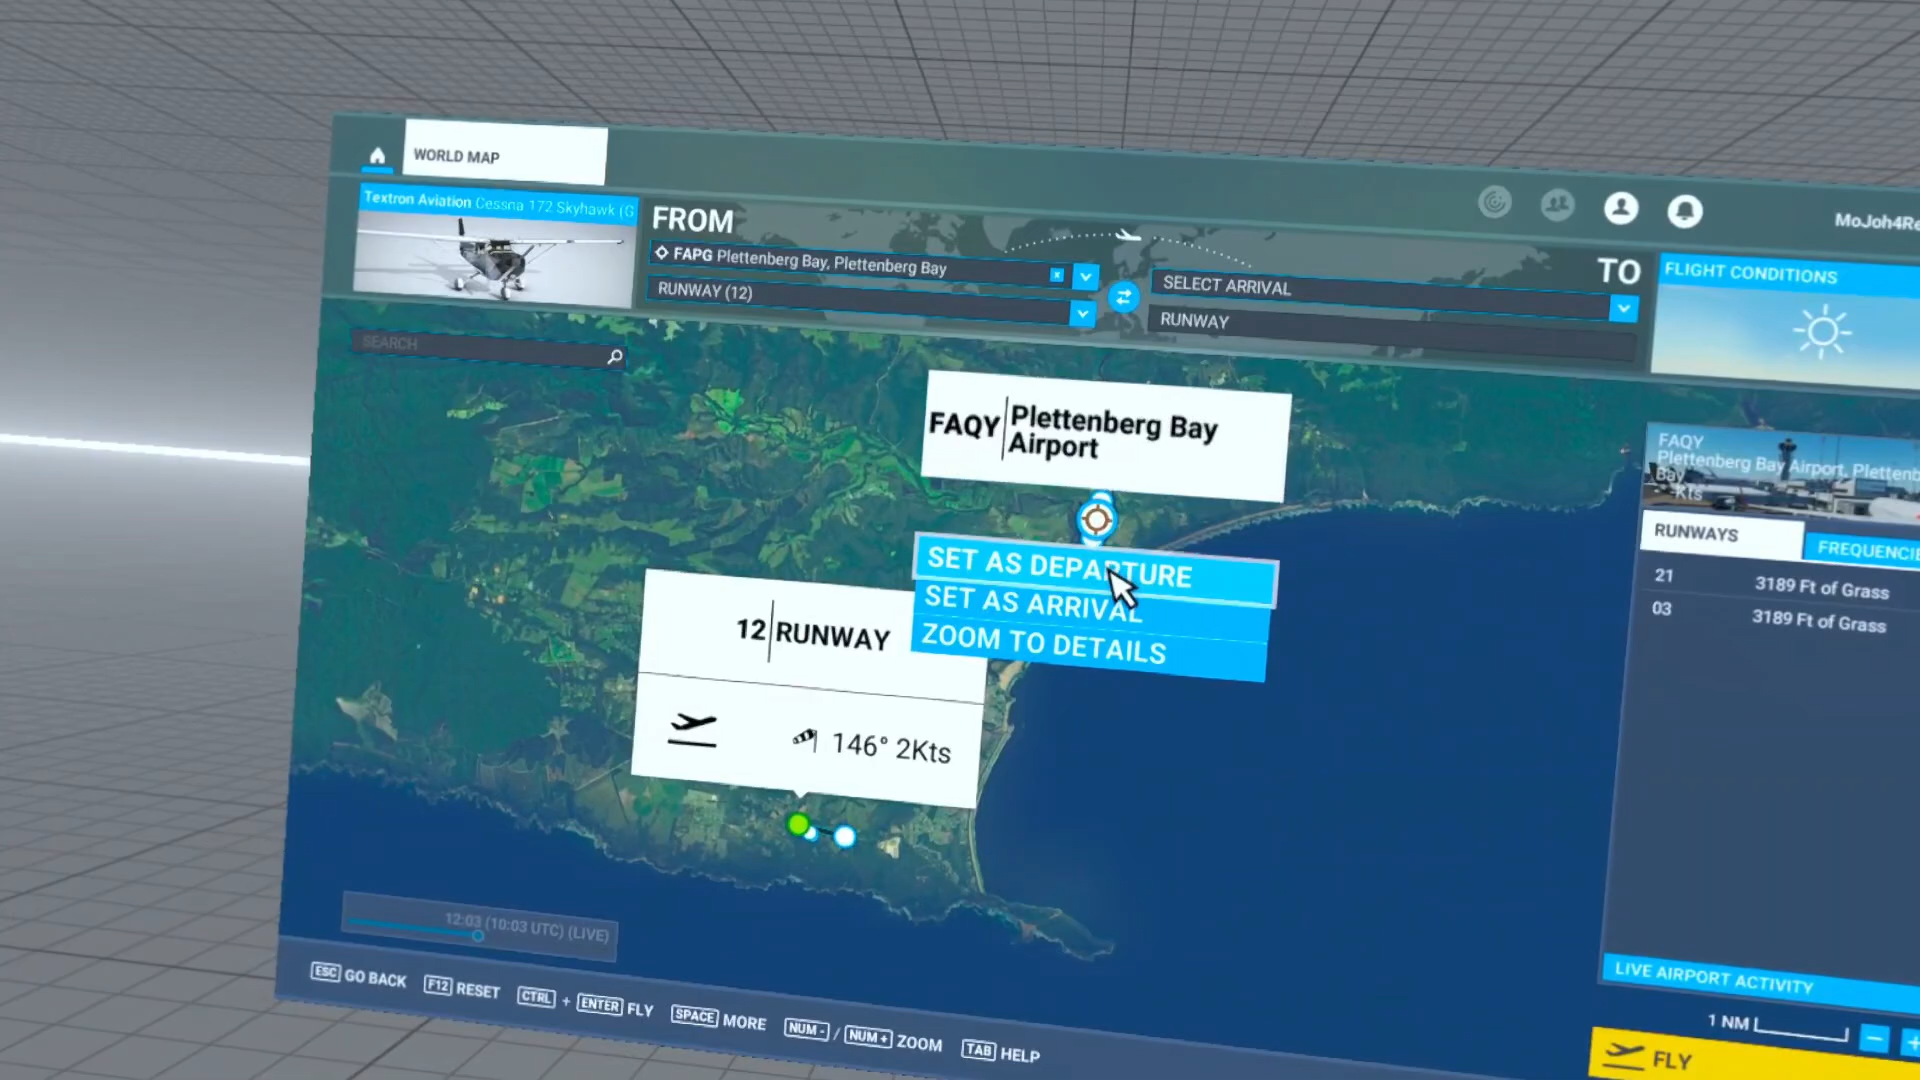 WORLD MAP
MoJoh4Re
Textron Aviation Cessna 172 Skyhawk (G
FROM
FAPG Plettenberg Bay, Plettenberg Bay
RUNWAY (12)
TO
SELECT ARRIVAL
RUNWAY
FLIGHT CONDITIONS
SEARCH
FAQY
Plettenberg Bay
Airport
SET AS DEPARTURE
SET AS ARRIVAL
ZOOM TO DETAILS
12 RUNWAY
146° 2Kts
FAQY
Plettenberg Bay Airport, Plettenb
Bay
- Kts
RUNWAYS
FREQUENCIE
21 3189 Ft of Grass
03 3189 Ft of Grass
LIVE AIRPORT ACTIVITY
12:03 (10:03 UTC) (LIVE)
1 NM
FLY
ESC GO BACK F12 RESET CTRL + ENTER FLY SPACE MORE NUM - / NUM + ZOOM TAB HELP